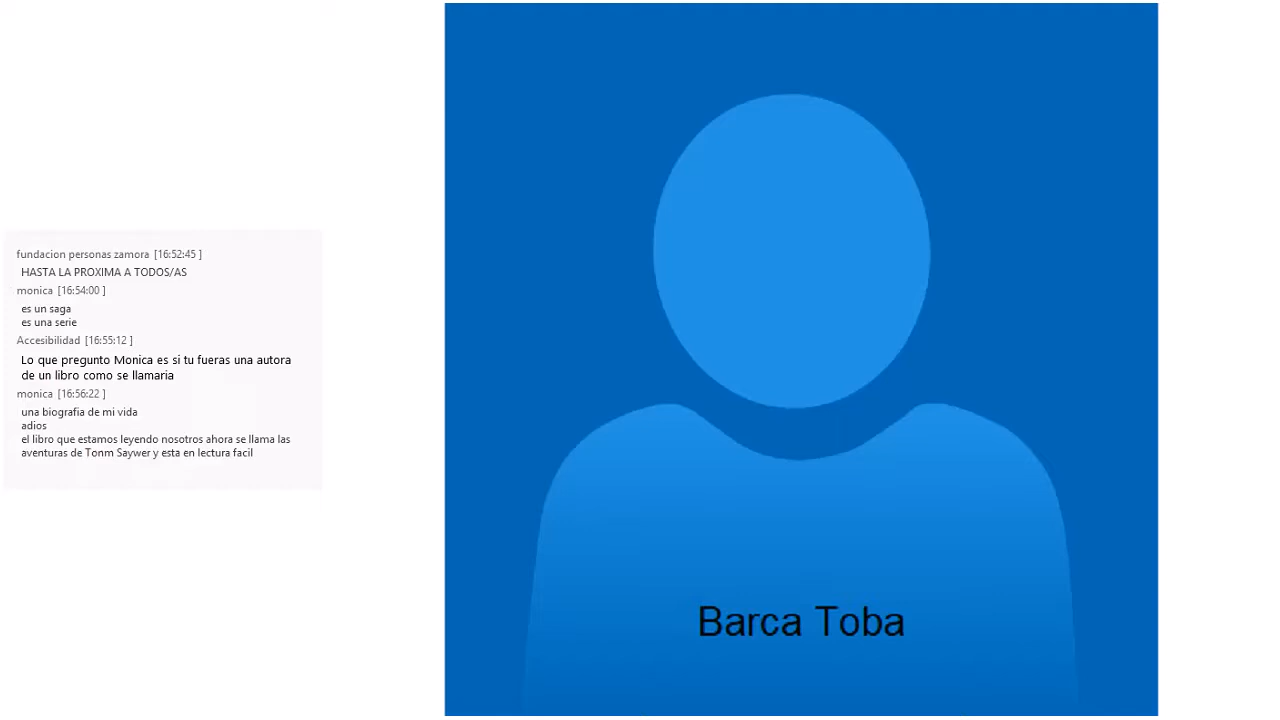 fundacion personas zamora [16:52:45 ]
HASTA LA PROXIMA A TODOS/AS
monica [16:54:00 ]
es un saga
es una serie
Accesibilidad [16:55:12 ]
Lo que pregunto Monica es si tu fueras una autora
de un libro como se llamaria
monica [16:56:22 ]
una biografia de mi vida
adios
el libro que estamos leyendo nosotros ahora se llama las
aventuras de Tonm Saywer y esta en lectura facil
Barca Toba